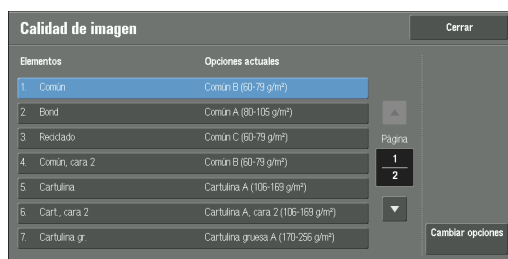 Calidad de imagen
Cerrar
Elementos Opciones actuales
1. Común Común B (60-79 g/m²)
2. Bond Común A (80-105 g/m²)
3. Reciclado Común C (60-79 g/m²)
4. Común, cara 2 Común B (60-79 g/m²)
5. Cartulina Cartulina A (106-169 g/m²)
6. Cart., cara 2 Cartulina A, cara 2 (106-169 g/m²)
7. Cartulina gr. Cartulina gruesa A (170-256 g/m²)
Página
1
2
Cambiar opciones